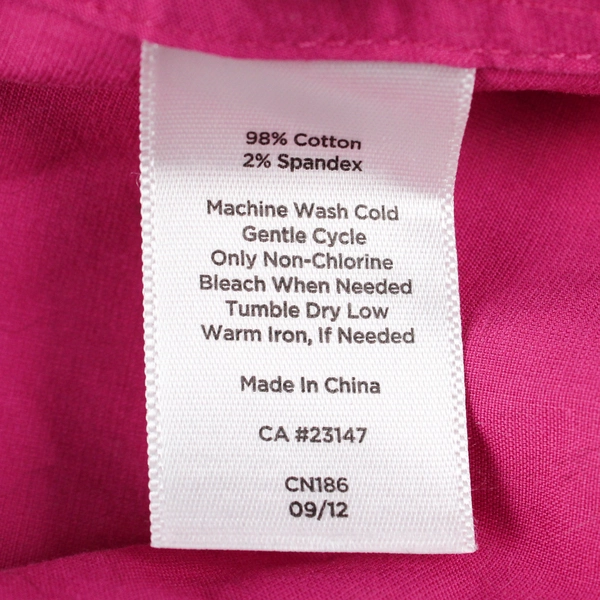 98% Cotton
2% Spandex
Machine Wash Cold
Gentle Cycle
Only Non-Chlorine
Bleach When Needed
Tumble Dry Low
Warm Iron, If Needed
Made In China
CA #23147
CN186
09/12